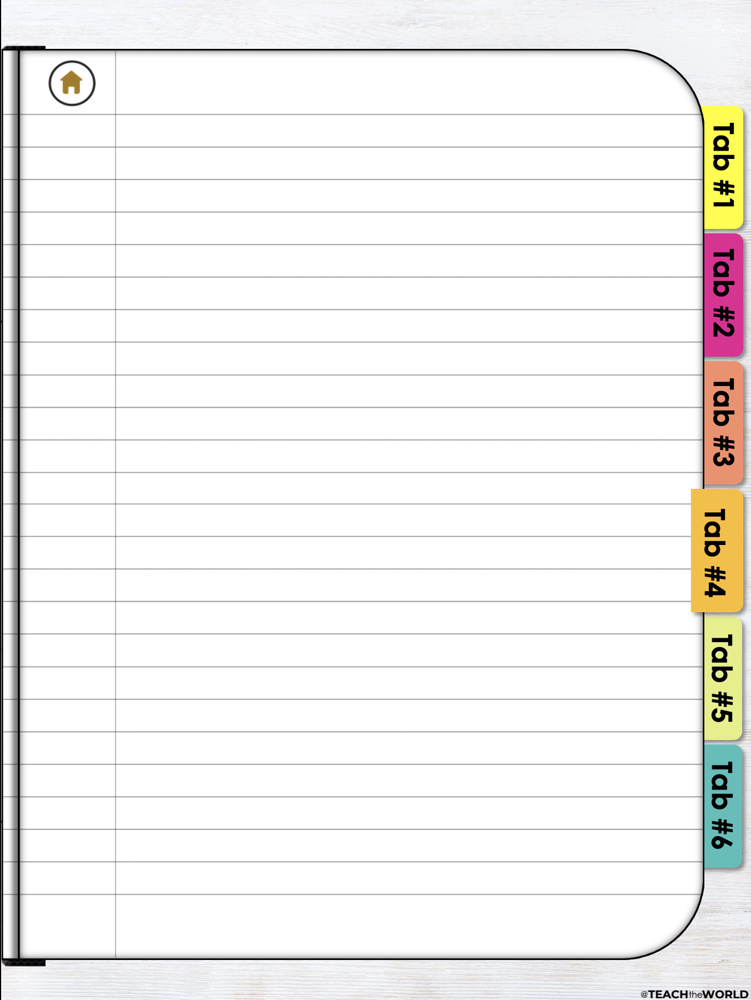 Tab #1
Tab #2
Tab #3
Tab #4
Tab #5
Tab #6
@TEACHtheWORLD